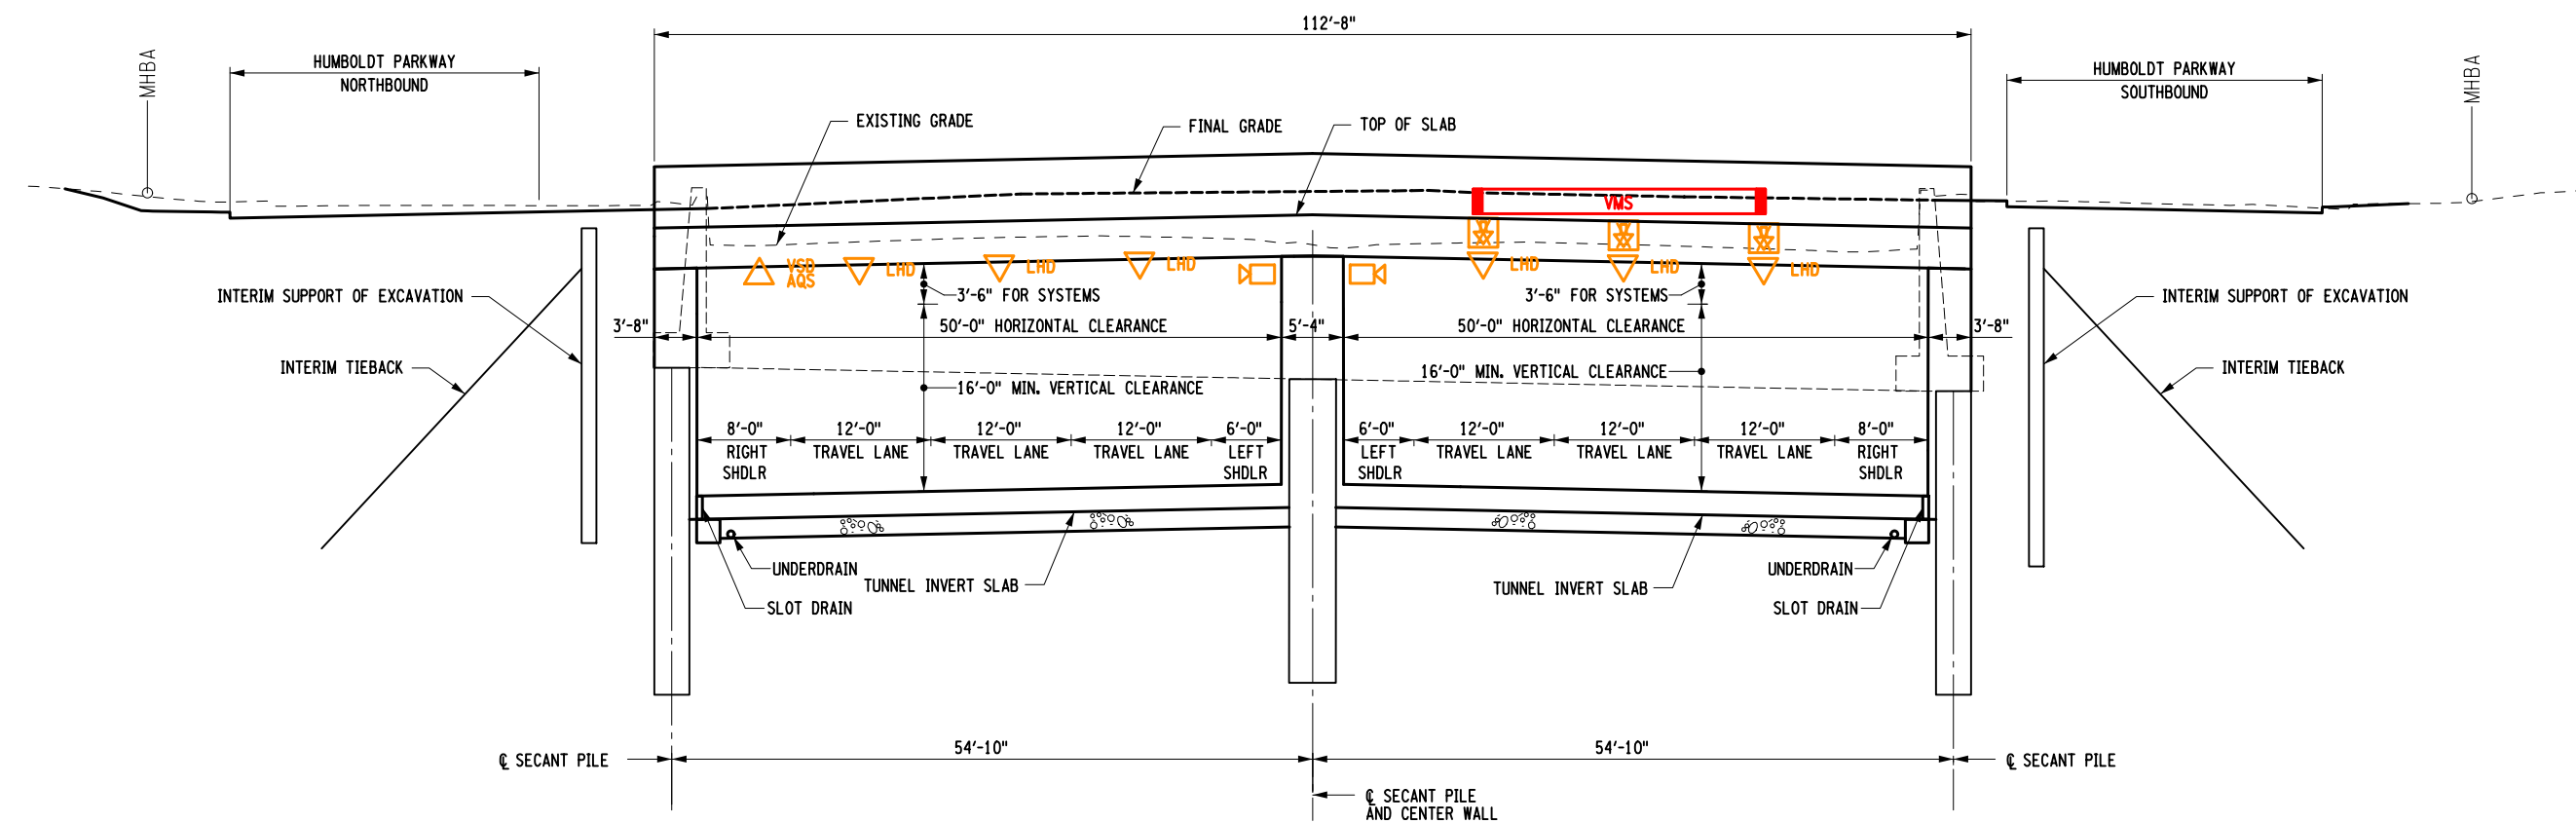 112'-8"
MHBA
HUMBOLDT PARKWAY
NORTHBOUND
HUMBOLDT PARKWAY
SOUTHBOUND
MHBA
EXISTING GRADE
FINAL GRADE
TOP OF SLAB
VMS
VSD
AQS
LHD
LHD
LHD
LHD
LHD
LHD
INTERIM SUPPORT OF EXCAVATION
3'-6" FOR SYSTEMS
3'-6" FOR SYSTEMS
INTERIM SUPPORT OF EXCAVATION
3'-8"
50'-0" HORIZONTAL CLEARANCE
5'-4"
50'-0" HORIZONTAL CLEARANCE
3'-8"
INTERIM TIEBACK
16'-0" MIN. VERTICAL CLEARANCE
16'-0" MIN. VERTICAL CLEARANCE
INTERIM TIEBACK
8'-0"
RIGHT
SHDLR
12'-0"
TRAVEL LANE
12'-0"
TRAVEL LANE
12'-0"
TRAVEL LANE
6'-0"
LEFT
SHDLR
6'-0"
LEFT
SHDLR
12'-0"
TRAVEL LANE
12'-0"
TRAVEL LANE
12'-0"
TRAVEL LANE
8'-0"
RIGHT
SHDLR
UNDERDRAIN
TUNNEL INVERT SLAB
SLOT DRAIN
UNDERDRAIN
TUNNEL INVERT SLAB
SLOT DRAIN
54'-10"
54'-10"
℄ SECANT PILE
℄ SECANT PILE
℄ SECANT PILE
AND CENTER WALL